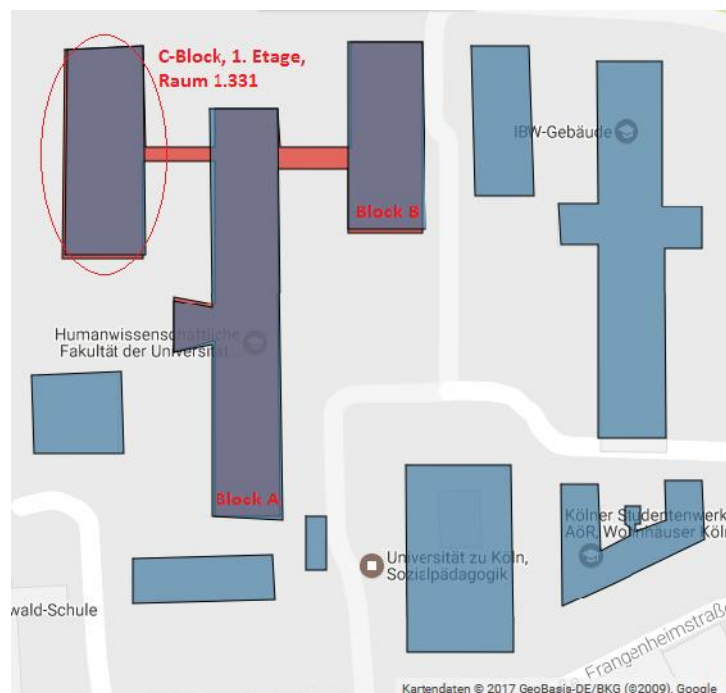 C-Block, 1. Etage,
Raum 1.331
IBW-Gebäude
Block B
Humanwissenschaftliche
Fakultät der Universität...
Block A
Kölner Studentenwerk
AöR, Wohnhäuser Köln
Universität zu Köln,
Sozialpädagogik
wald-Schule
Frangenheimstraße
Kartendaten © 2017 GeoBasis-DE/BKG (©2009), Google